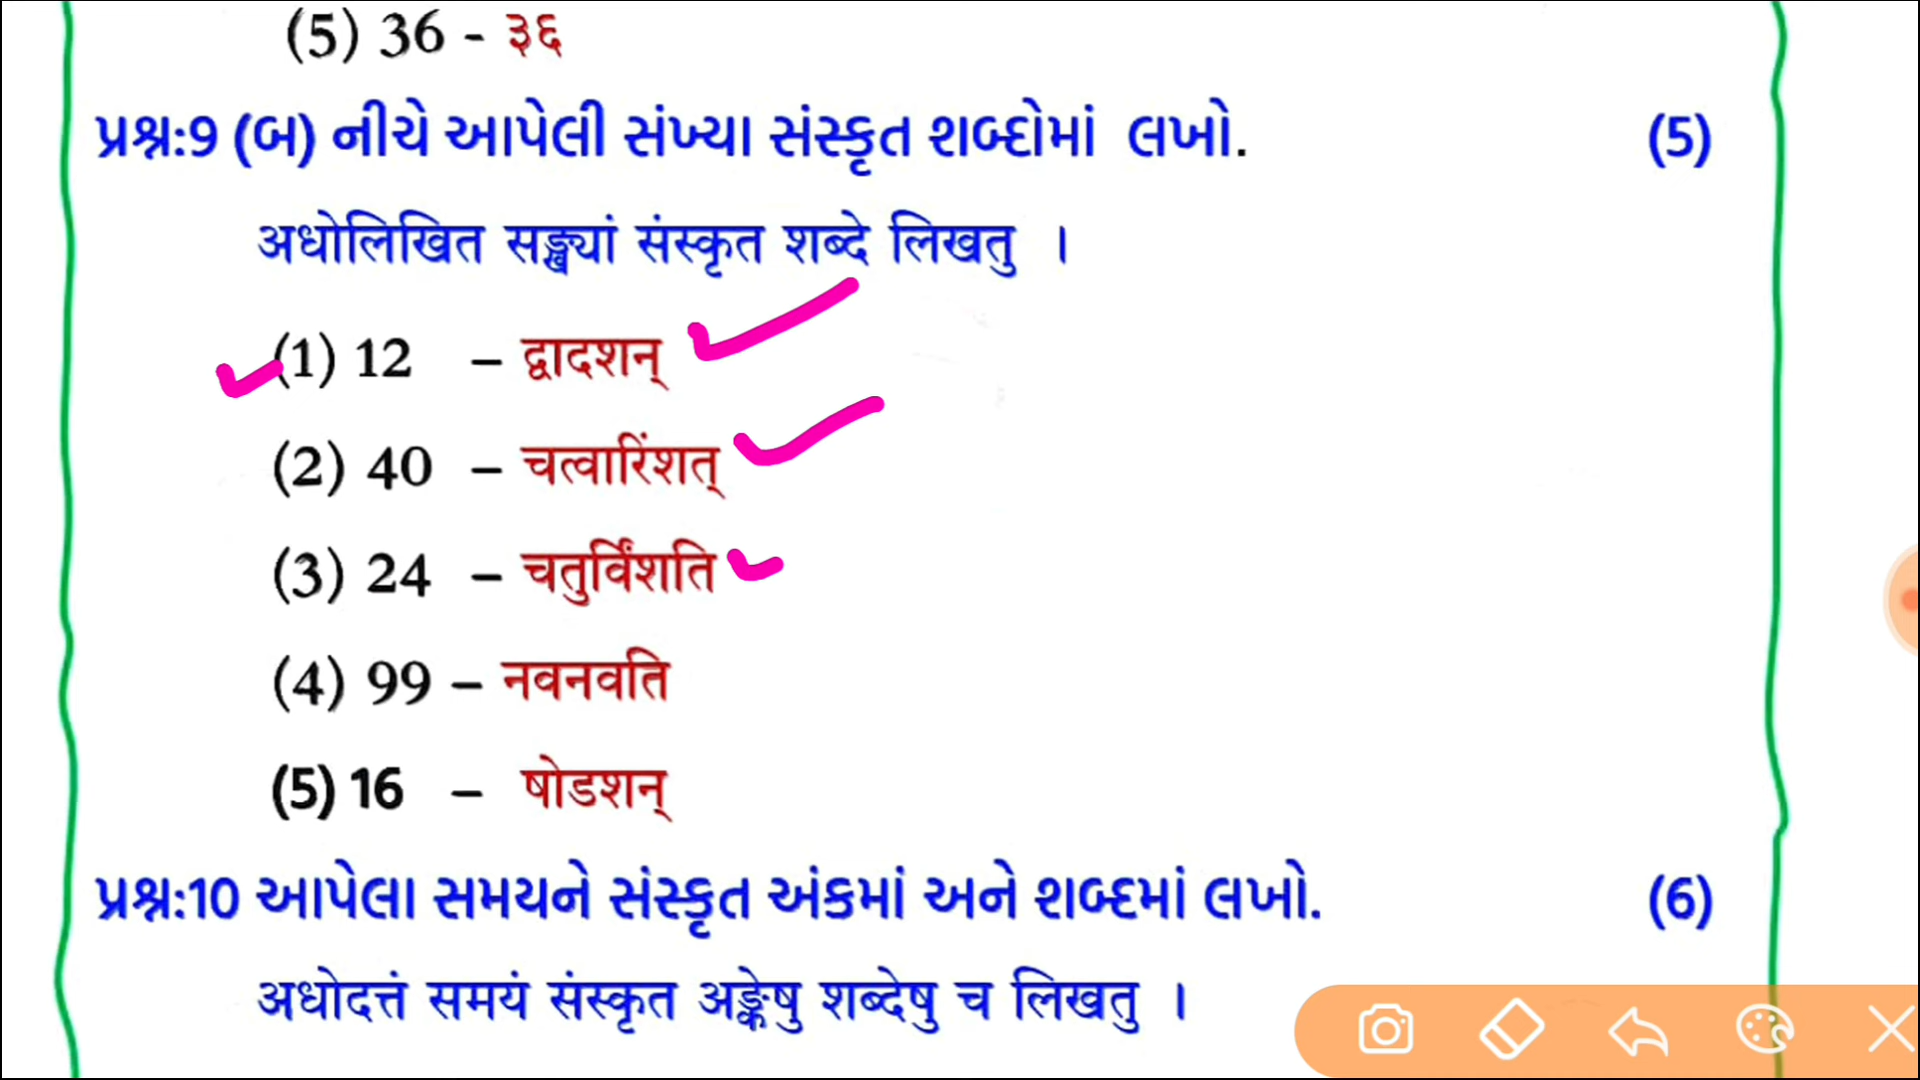 (5) 36 - ३६
પ્રશ્ન:9 (બ) નીચે આપેલી સંખ્યા સંસ્કૃત શબ્દોમાં લખો. (5)
अधोलिखित सङ्ख्यां संस्कृत शब्दे लिखतु ।
(1) 12 – द्वादशन्
(2) 40 – चत्वारिंशत्
(3) 24 – चतुर्विंशति
(4) 99 – नवनवति
(5) 16 – षोडशन्
પ્રશ્ન:10 આપેલા સમયને સંસ્કૃત અંકમાં અને શબ્દમાં લખો. (6)
अधोदत्तं समयं संस्कृत अङ्केषु शब्देषु च लिखतु ।